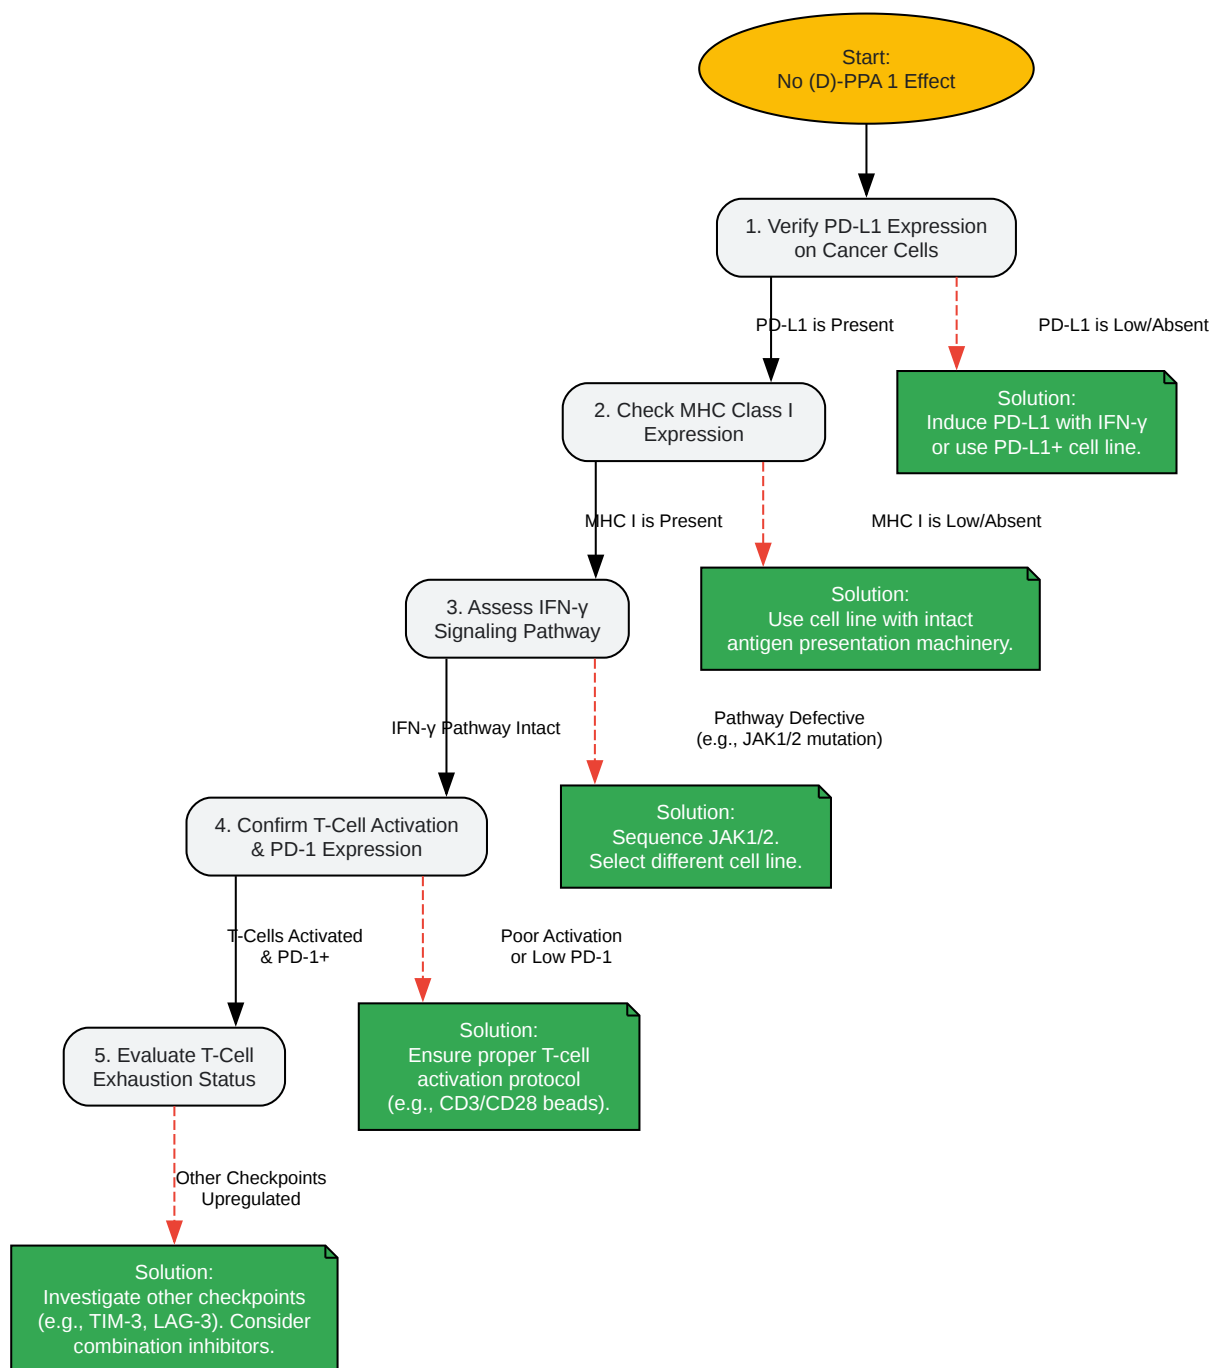 Start:
No (D)-PPA 1 Effect
1. Verify PD-L1 Expression
on Cancer Cells
PD-L1 is Present
PD-L1 is Low/Absent
2. Check MHC Class I
Expression
Solution:
Induce PD-L1 with IFN-γ
or use PD-L1+ cell line.
MHC I is Present
MHC I is Low/Absent
3. Assess IFN-γ
Signaling Pathway
Solution:
Use cell line with intact
antigen presentation machinery.
IFN-γ Pathway Intact
Pathway Defective
(e.g., JAK1/2 mutation)
4. Confirm T-Cell Activation
& PD-1 Expression
Solution:
Sequence JAK1/2.
Select different cell line.
T-Cells Activated
& PD-1+
Poor Activation
or Low PD-1
5. Evaluate T-Cell
Exhaustion Status
Solution:
Ensure proper T-cell
activation protocol
(e.g., CD3/CD28 beads).
Other Checkpoints
Upregulated
Solution:
Investigate other checkpoints
(e.g., TIM-3, LAG-3). Consider
combination inhibitors.